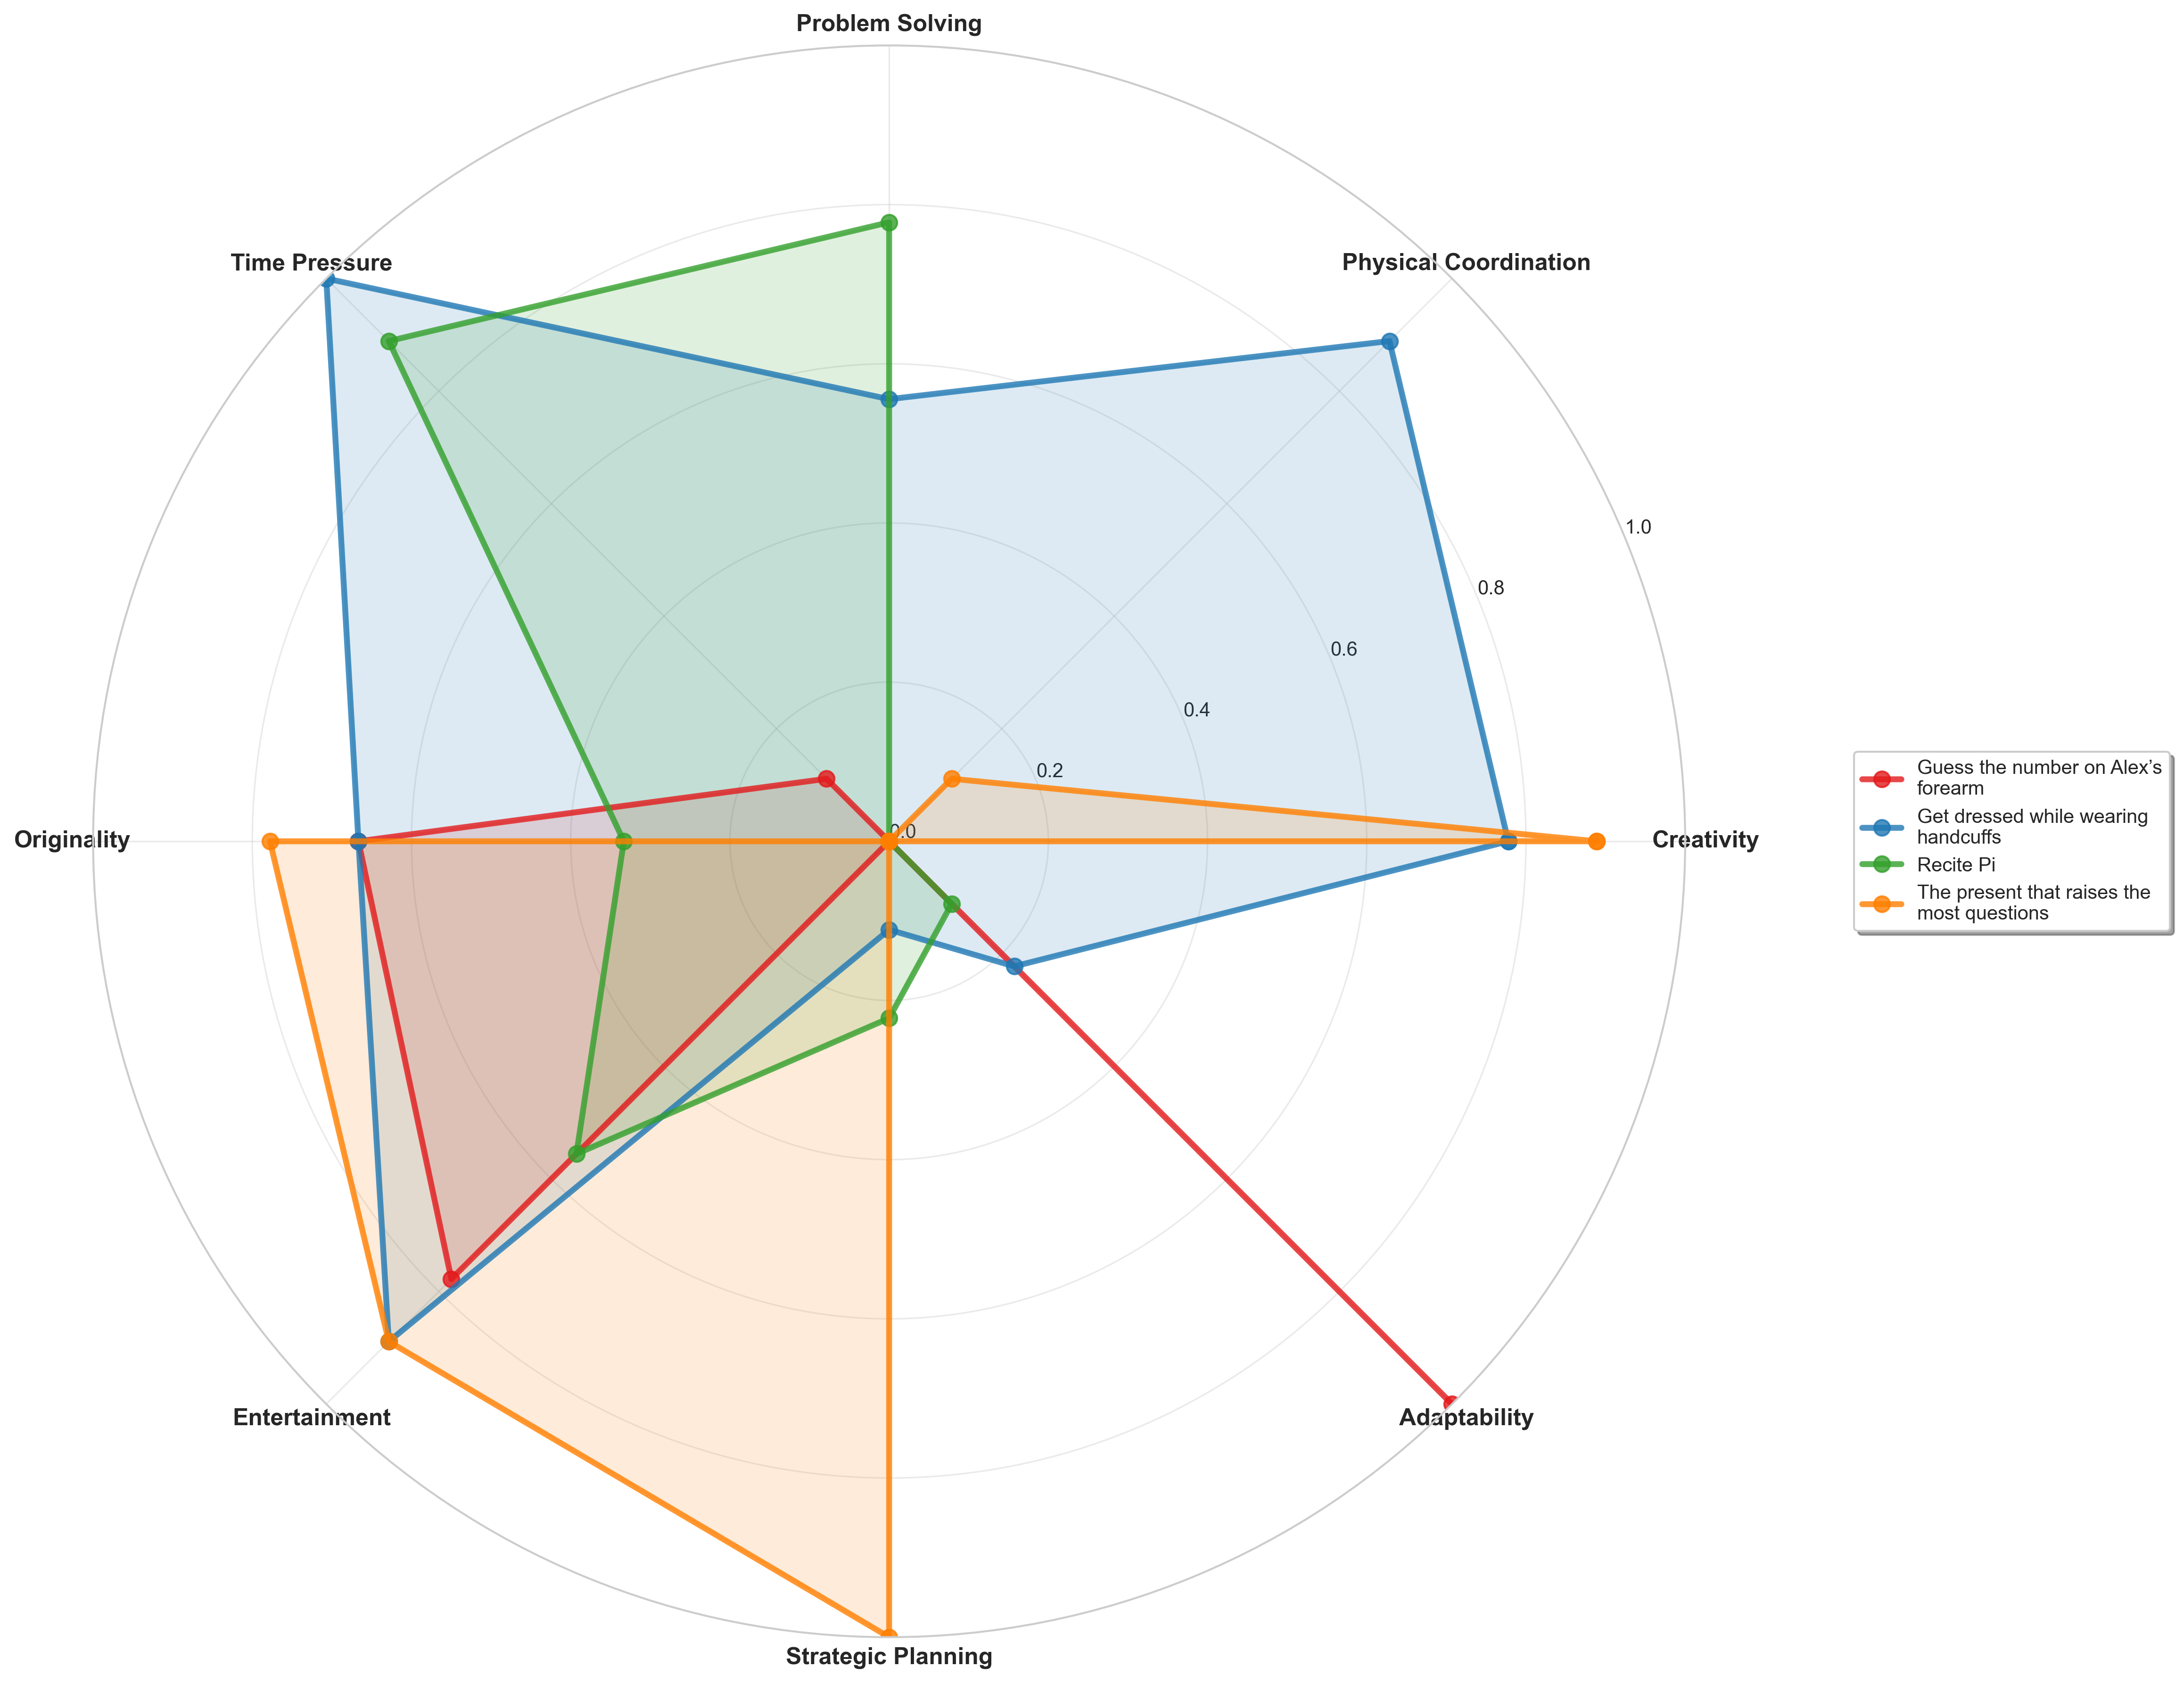 Problem Solving
Time Pressure
Physical Coordination
1.0
0.8
0.6
0.4
0.2
0.0
Originality
Creativity
Guess the number on Alex’s
forearm
Get dressed while wearing
handcuffs
Recite Pi
The present that raises the
most questions
Entertainment
Adaptability
Strategic Planning